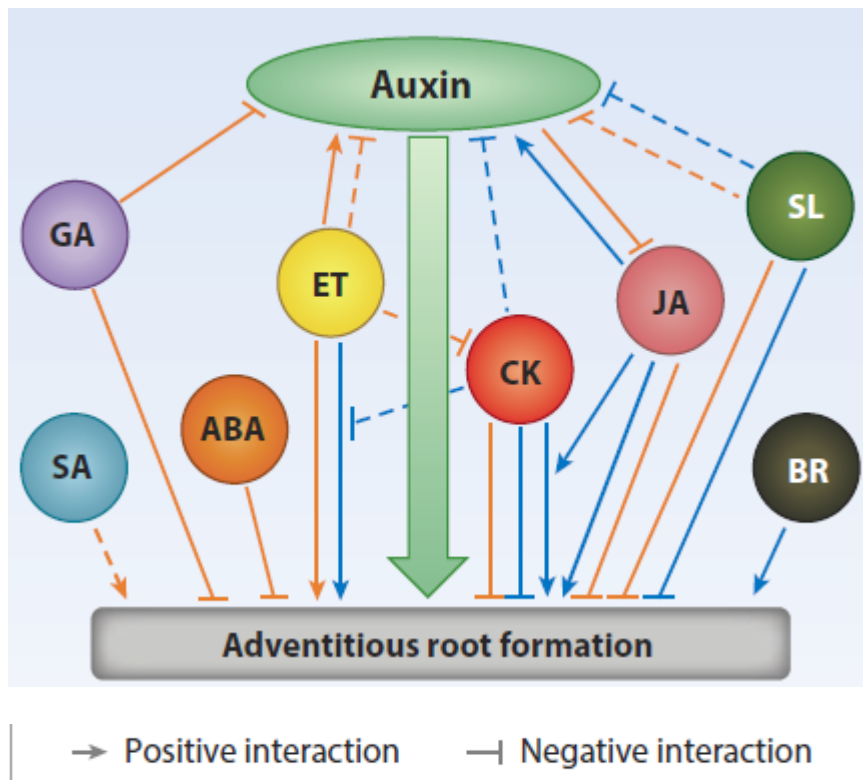 Auxin
GA
SL
ET
JA
CK
ABA
SA
BR
Adventitious root formation
Positive interaction
Negative interaction